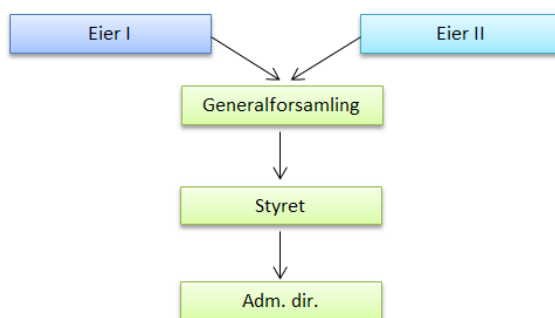 Eier I
Eier II
Generalforsamling
Styret
Adm. dir.